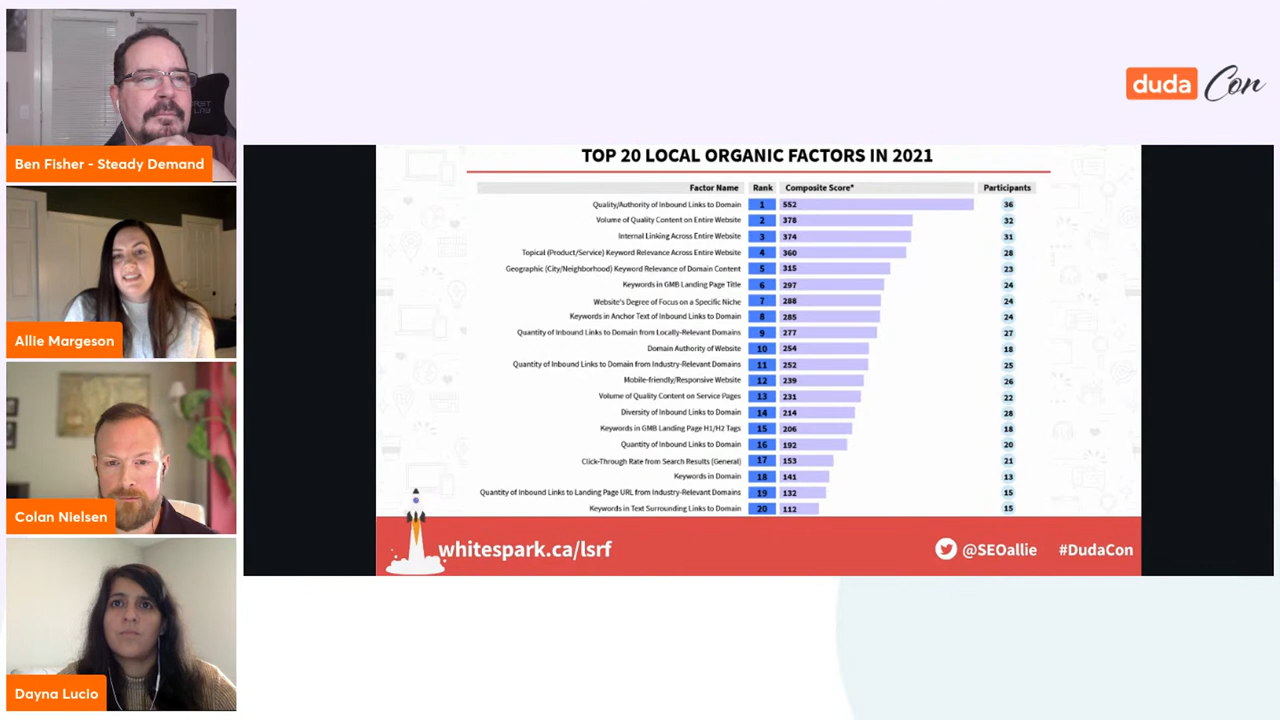 Ben Fisher - Steady Demand
Allie Margeson
Colan Nielsen
Dayna Lucio
duda Con
TOP 20 LOCAL ORGANIC FACTORS IN 2021
Factor Name Rank Composite Score* Participants
Quality/Authority of Inbound Links to Domain 1 552 36
Volume of Quality Content on Entire Website 2 378 32
Internal Linking Across Entire Website 3 374 31
Topical (Product/Service) Keyword Relevance Across Entire Website 4 360 28
Geographic (City/Neighborhood) Keyword Relevance of Domain Content 5 315 23
Keywords in GMB Landing Page Title 6 297 24
Website's Degree of Focus on a Specific Niche 7 288 24
Keywords in Anchor Text of Inbound Links to Domain 8 285 24
Quantity of Inbound Links to Domain from Locally-Relevant Domains 9 277 27
Domain Authority of Website 10 254 18
Quantity of Inbound Links to Domain from Industry-Relevant Domains 11 252 25
Mobile-friendly/Responsive Website 12 239 26
Volume of Quality Content on Service Pages 13 231 22
Diversity of Inbound Links to Domain 14 214 28
Keywords in GMB Landing Page H1/H2 Tags 15 206 18
Quantity of Inbound Links to Domain 16 192 20
Click-Through Rate from Search Results (General) 17 153 21
Keywords in Domain 18 141 13
Quantity of Inbound Links to Landing Page URL from Industry-Relevant Domains 19 132 15
Keywords in Text Surrounding Links to Domain 20 112 15
whitespark.ca/lsrf
@SEOallie #DudaCon